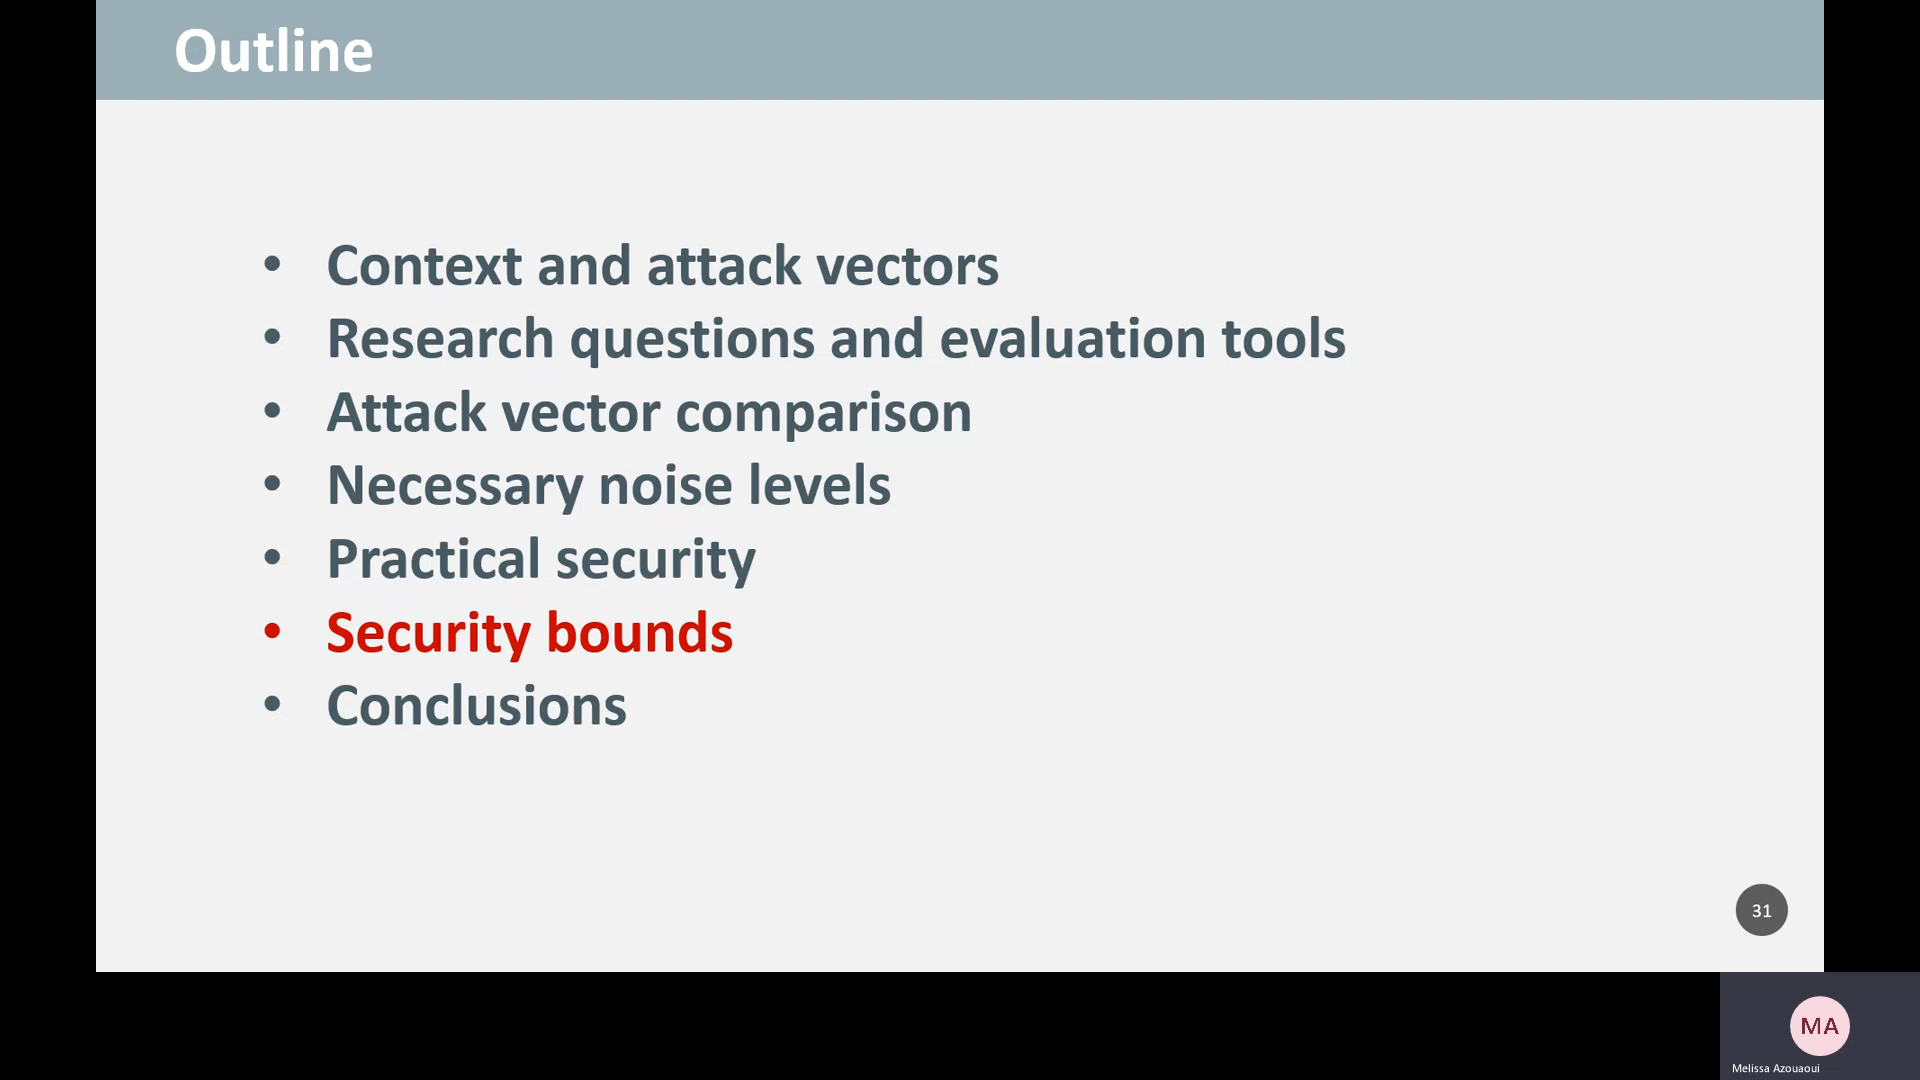 Outline
• Context and attack vectors
• Research questions and evaluation tools
• Attack vector comparison
• Necessary noise levels
• Practical security
• Security bounds
• Conclusions
31
MA
Melissa Azouaoui